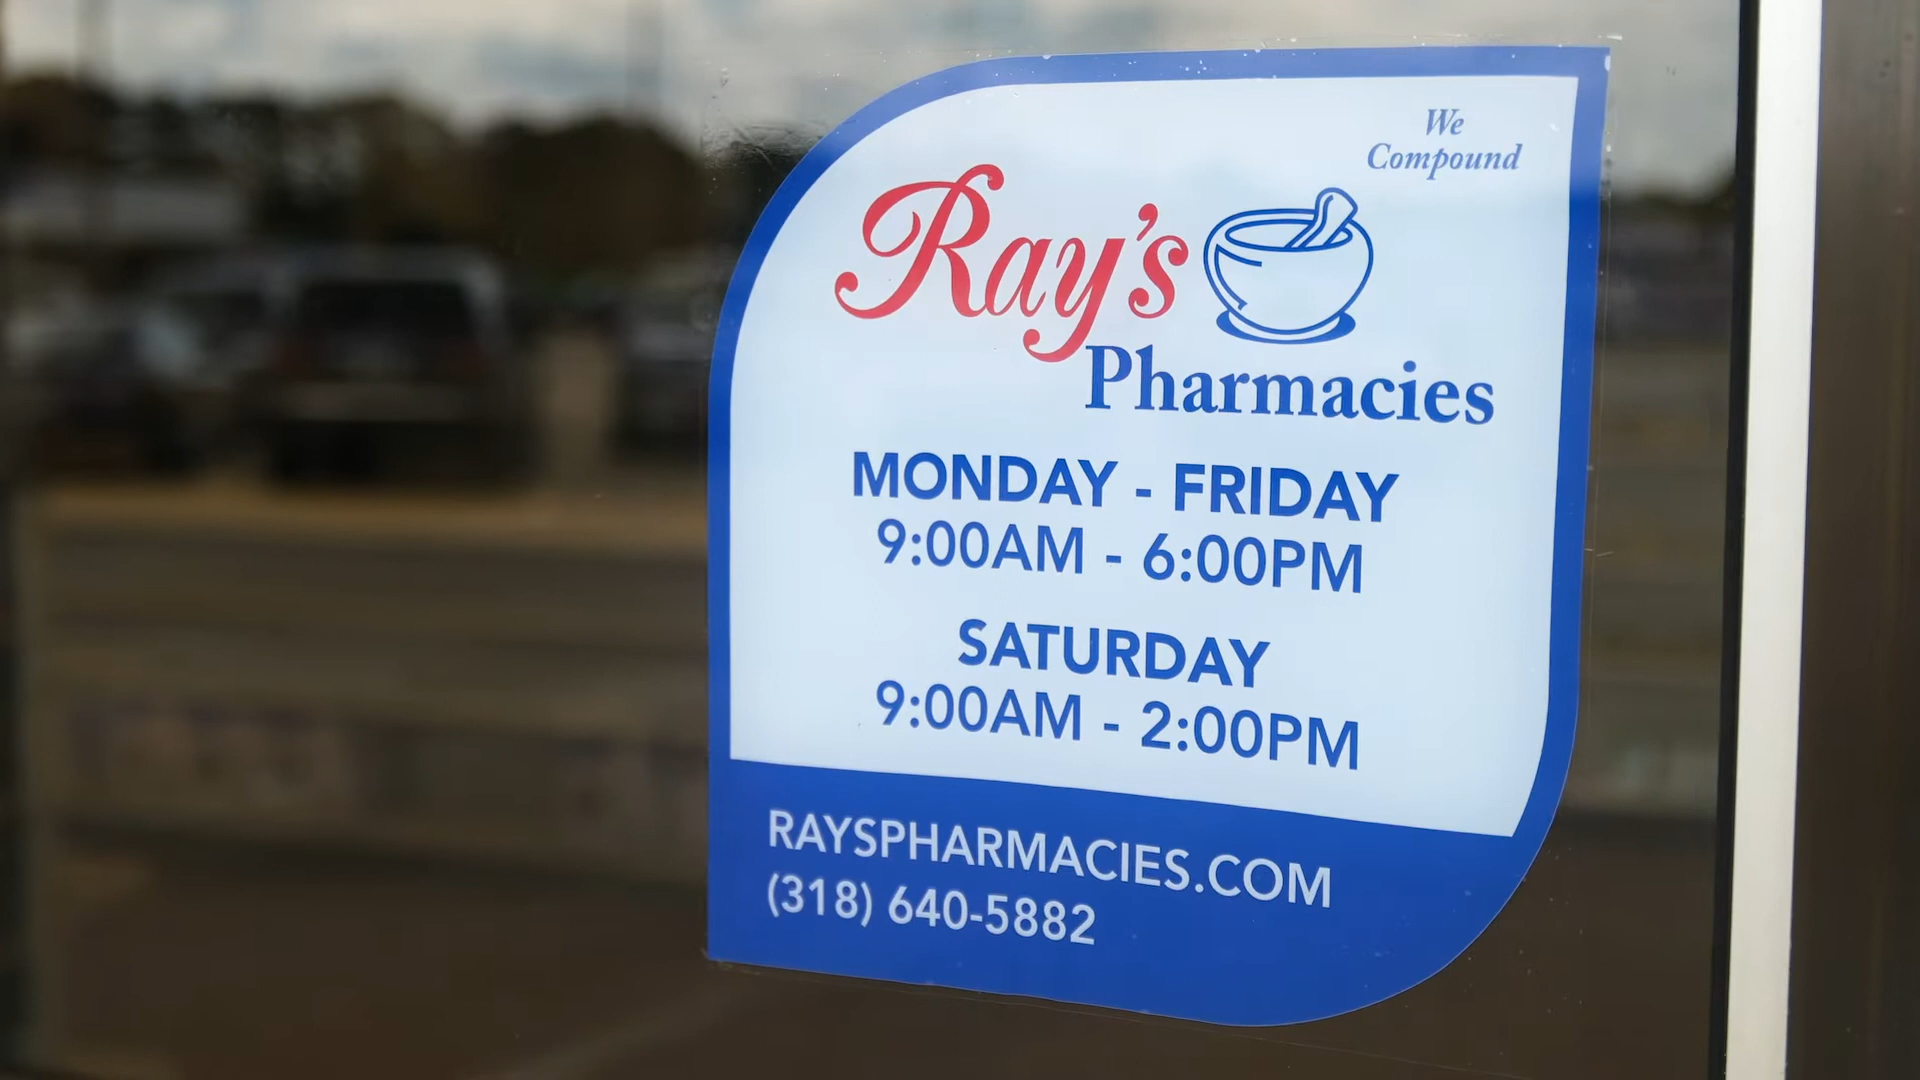 We
Compound
Ray's
Pharmacies
MONDAY - FRIDAY
9:00AM - 6:00PM
SATURDAY
9:00AM - 2:00PM
RAYSPHARMACIES.COM
(318) 640-5882